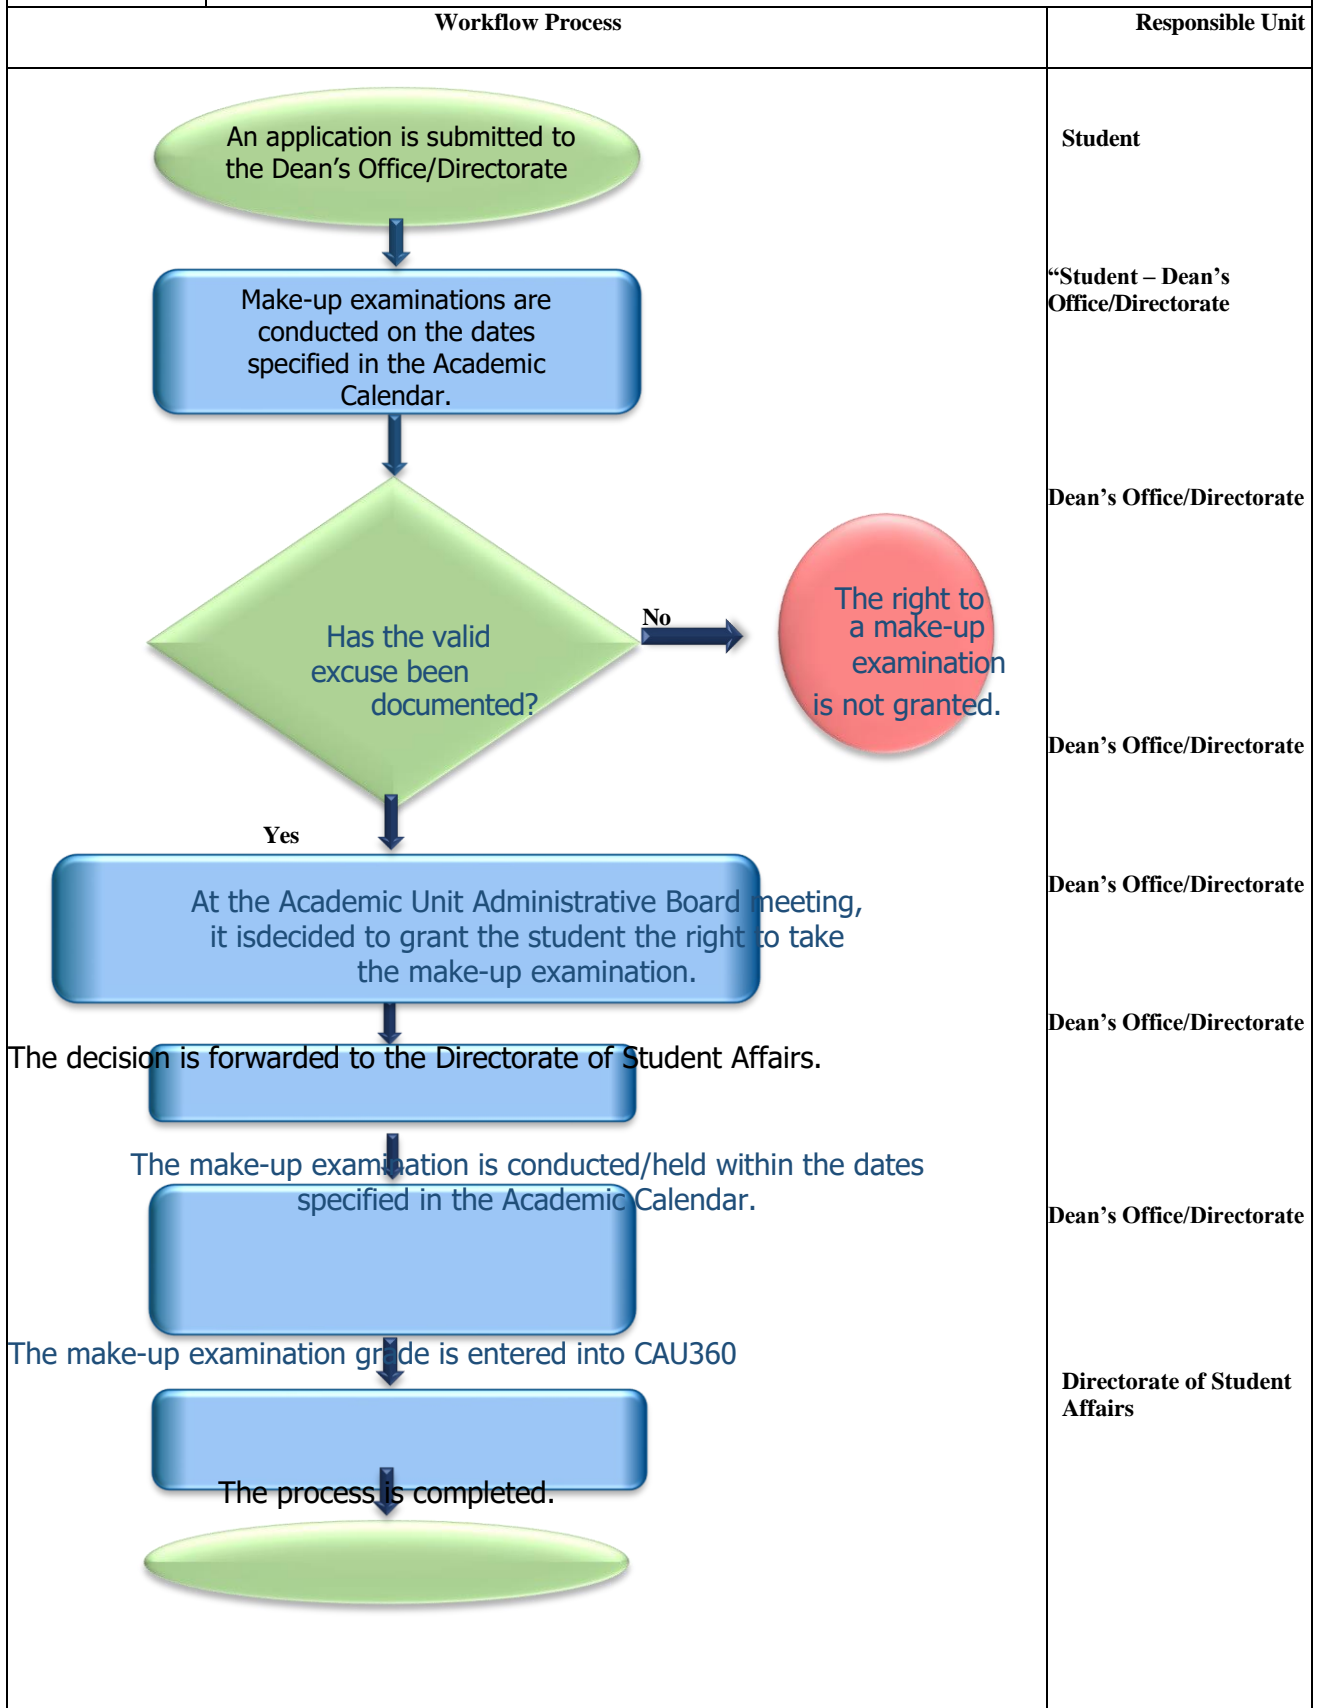 Workflow Process
Responsible Unit
An application is submitted to
the Dean’s Office/Directorate
Student
Make-up examinations are
conducted on the dates
specified in the Academic
Calendar.
“Student – Dean’s
Office/Directorate
Has the valid
excuse been
documented?
No
The right to
a make-up
examination
is not granted.
Dean’s Office/Directorate
Dean’s Office/Directorate
Yes
At the Academic Unit Administrative Board meeting,
it isdecided to grant the student the right to take
the make-up examination.
Dean’s Office/Directorate
The decision is forwarded to the Directorate of Student Affairs.
Dean’s Office/Directorate
The make-up examination is conducted/held within the dates
specified in the Academic Calendar.
Dean’s Office/Directorate
The make-up examination grade is entered into CAU360
Directorate of Student
Affairs
The process is completed.